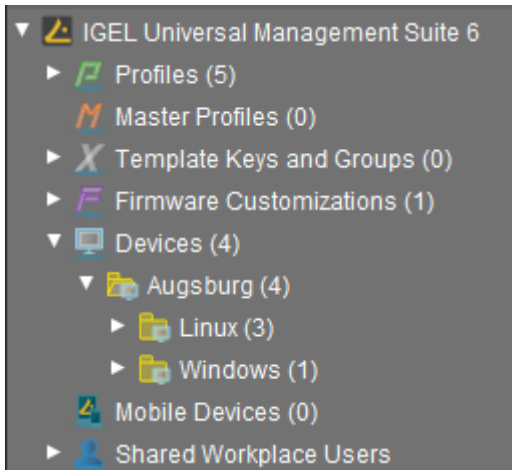 IGEL Universal Management Suite 6
Profiles (5)
Master Profiles (0)
Template Keys and Groups (0)
Firmware Customizations (1)
Devices (4)
Augsburg (4)
Linux (3)
Windows (1)
Mobile Devices (0)
Shared Workplace Users